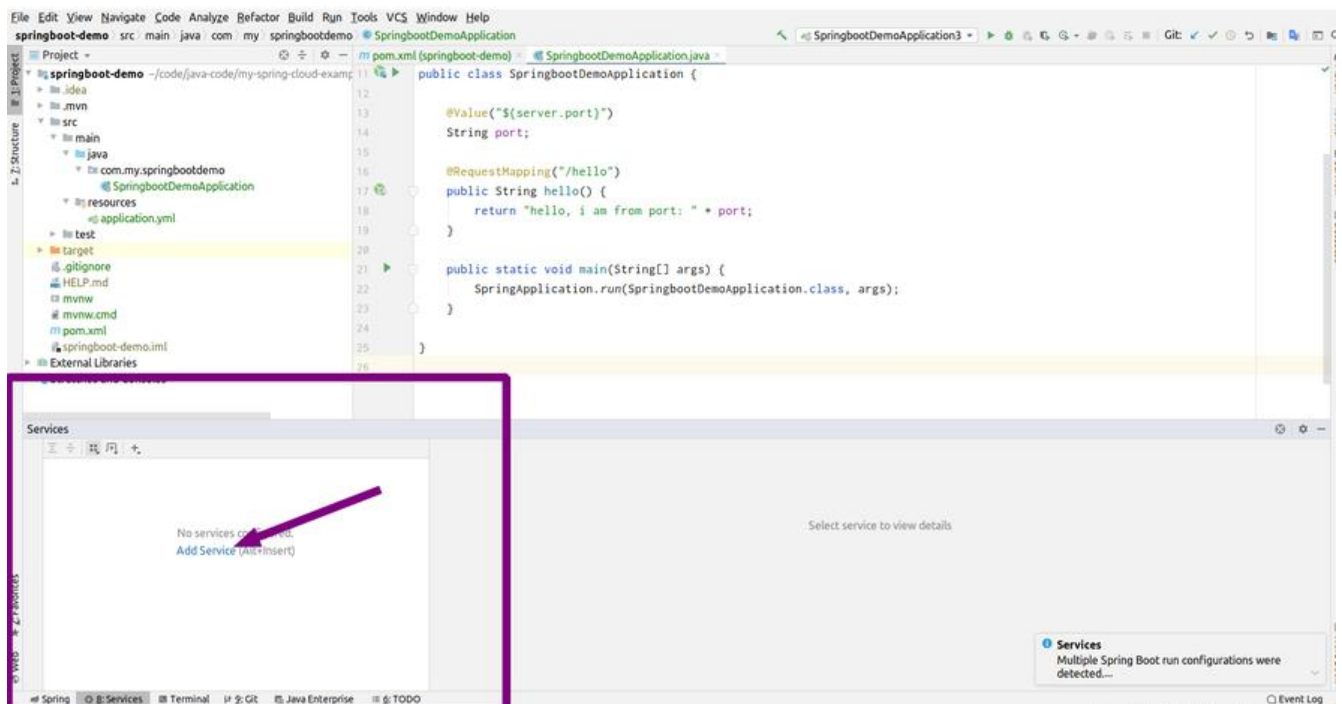 File Edit View Navigate Code Analyze Refactor Build Run Tools VCS Window Help
springboot-demo src main java com my springbootdemo SpringbootDemoApplication
SpringbootDemoApplication3
Git:
1: Project
Z: Structure
Project
springboot-demo ~/code/java-code/my-spring-cloud-examp
.idea
.mvn
src
main
java
com.my.springbootdemo
SpringbootDemoApplication
resources
application.yml
test
target
.gitignore
HELP.md
mvnw
mvnw.cmd
pom.xml
springboot-demo.iml
External Libraries
pom.xml (springboot-demo) SpringbootDemoApplication.java
11 public class SpringbootDemoApplication {
12
13 @Value("${server.port}")
14 String port;
15
16 @RequestMapping("/hello")
17 public String hello() {
18 return "hello, i am from port: " + port;
19 }
20
21 public static void main(String[] args) {
22 SpringApplication.run(SpringbootDemoApplication.class, args);
23 }
24
25 }
26
Services
No services
Add Service (Alt+Insert)
Select service to view details
Services
Multiple Spring Boot run configurations were
detected....
2: Favorites
Web
Spring 8: Services Terminal 9: Git Java Enterprise 6: TODO
Event Log